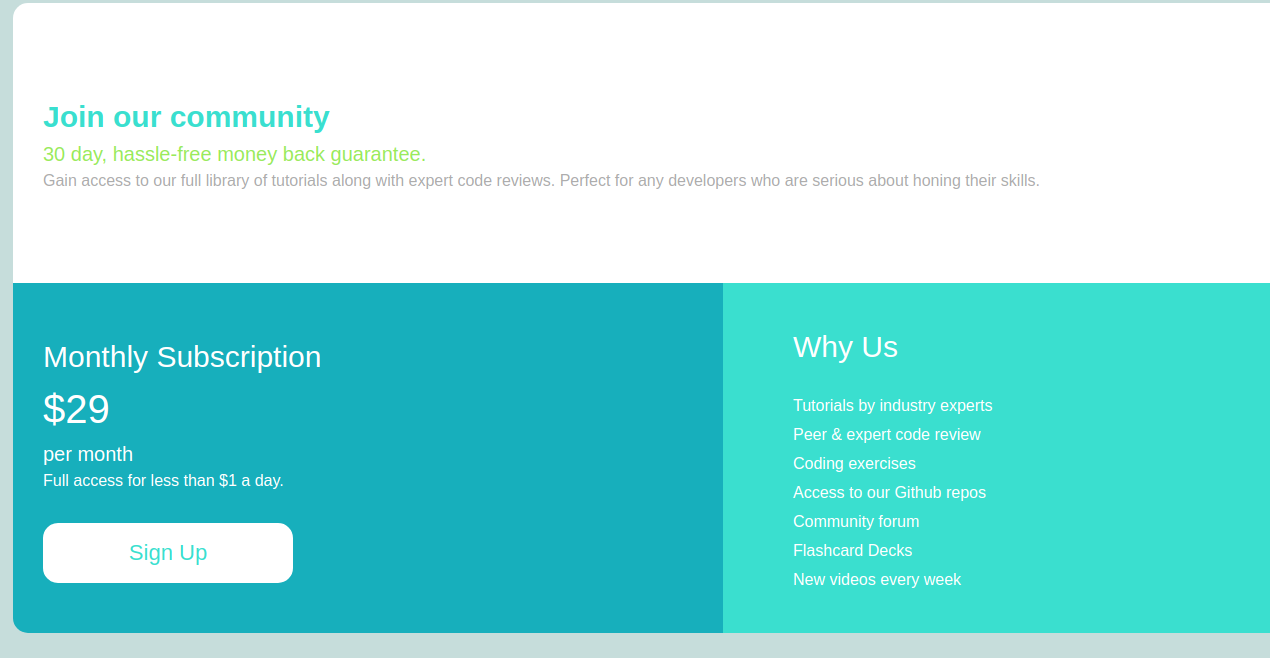 Join our community
30 day, hassle-free money back guarantee.
Gain access to our full library of tutorials along with expert code reviews. Perfect for any developers who are serious about honing their skills.
Monthly Subscription
$29
per month
Full access for less than $1 a day.
Sign Up
Why Us
Tutorials by industry experts
Peer & expert code review
Coding exercises
Access to our Github repos
Community forum
Flashcard Decks
New videos every week